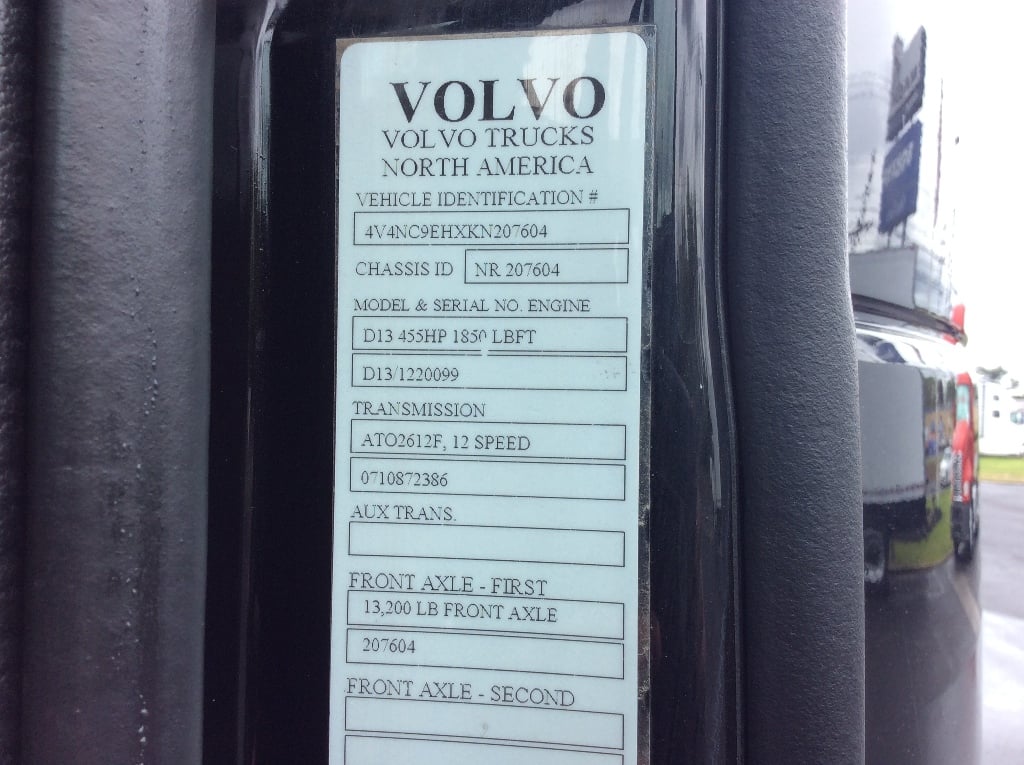 VOLVO
VOLVO TRUCKS
NORTH AMERICA
VEHICLE IDENTIFICATION #
4V4NC9EHXKN207604
CHASSIS ID NR 207604
MODEL & SERIAL NO. ENGINE
D13 455HP 1850 LBFT
D13/1220099
TRANSMISSION
ATO2612F, 12 SPEED
0710872386
AUX TRANS.
FRONT AXLE - FIRST
13,200 LB FRONT AXLE
207604
FRONT AXLE - SECOND